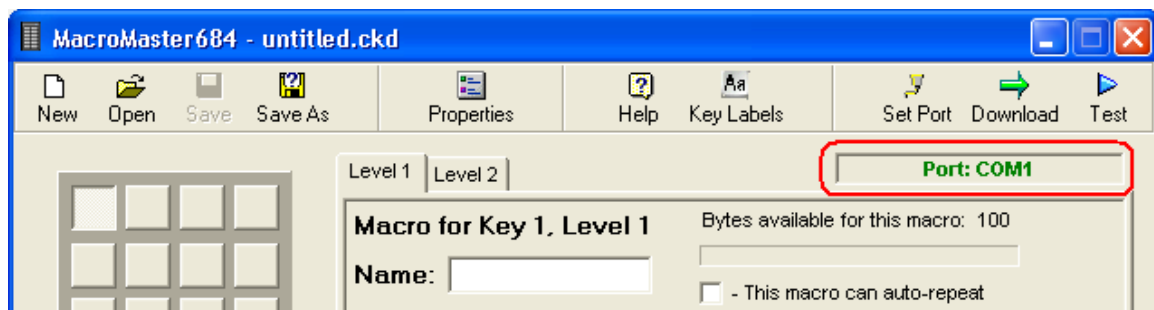 MacroMaster684 - untitled.ckd
New Open Save Save As Properties Help Key Labels Set Port Download Test
Level 1 Level 2 Port: COM1
Macro for Key 1, Level 1 Bytes available for this macro: 100
Name:
- This macro can auto-repeat